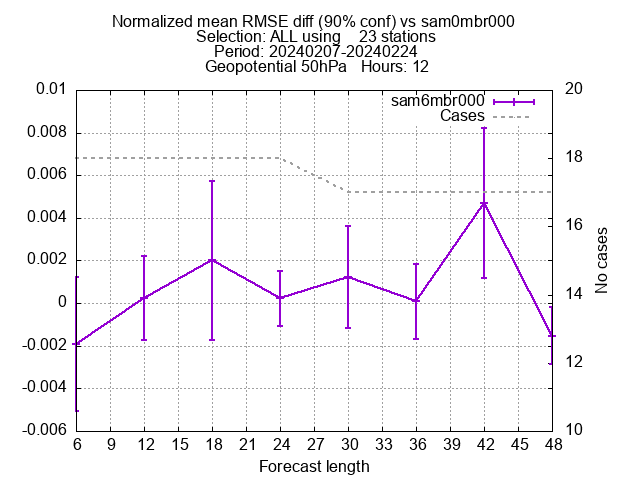 Normalized mean RMSE diff (90% conf) vs sam0mbr000
Selection: ALL using    23 stations
Period: 20240207-20240224
Geopotential 50hPa   Hours: 12
sam6mbr000
Cases
0.01
0.008
0.006
0.004
0.002
0
-0.002
-0.004
-0.006
20
18
16
14
12
10
No cases
6 9 12 15 18 21 24 27 30 33 36 39 42 45 48
Forecast length